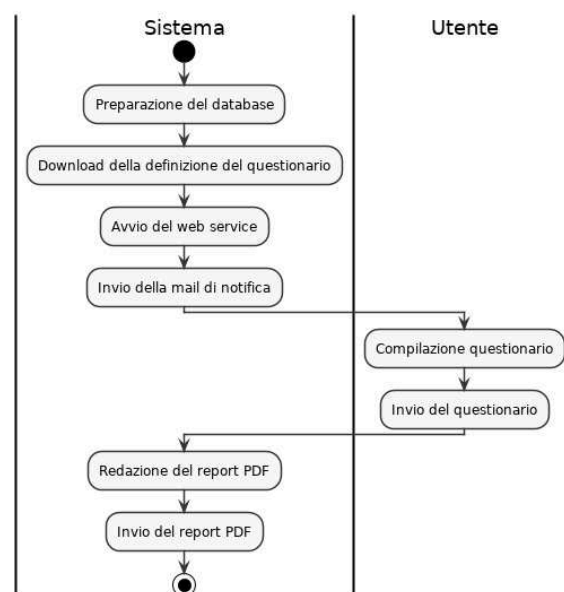 Sistema
Utente
Preparazione del database
Download della definizione del questionario
Avvio del web service
Invio della mail di notifica
Compilazione questionario
Invio del questionario
Redazione del report PDF
Invio del report PDF